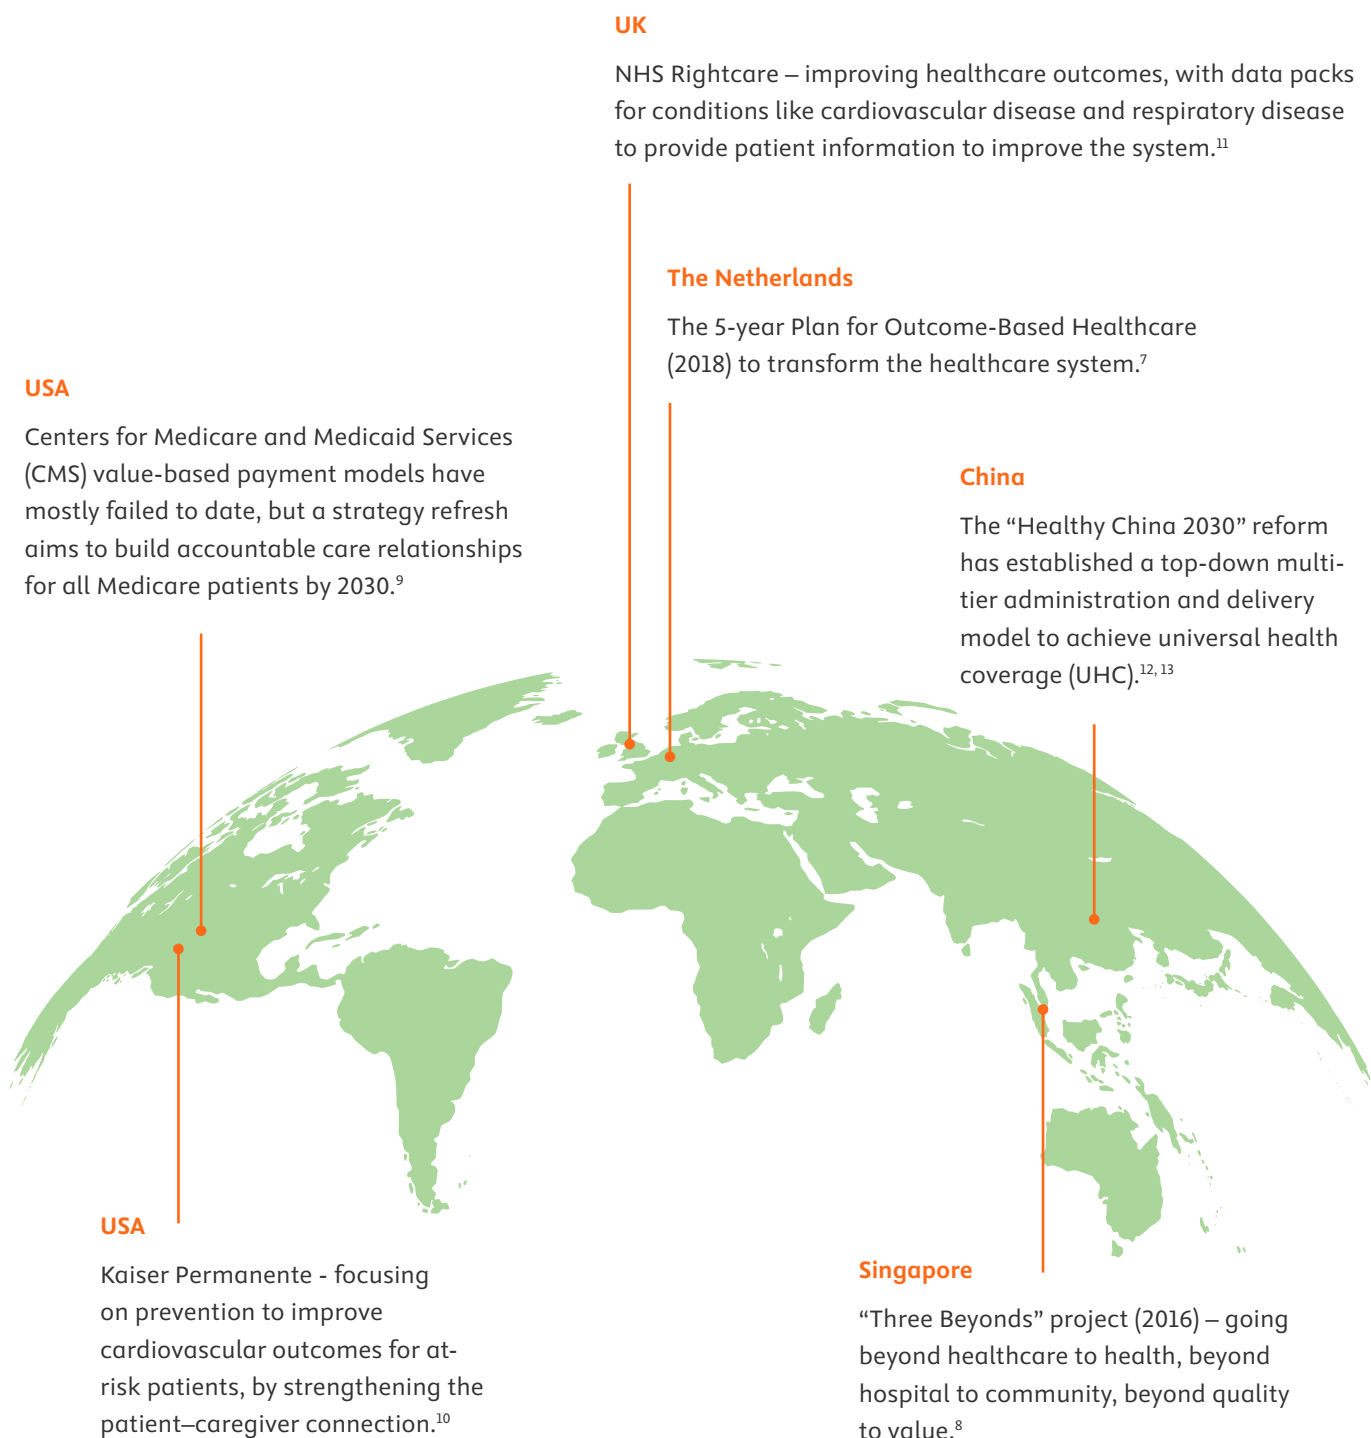 UK
NHS Rightcare – improving healthcare outcomes, with data packs
for conditions like cardiovascular disease and respiratory disease
to provide patient information to improve the system.¹¹
The Netherlands
The 5-year Plan for Outcome-Based Healthcare
(2018) to transform the healthcare system.⁷
USA
Centers for Medicare and Medicaid Services
(CMS) value-based payment models have
mostly failed to date, but a strategy refresh
aims to build accountable care relationships
for all Medicare patients by 2030.⁹
China
The “Healthy China 2030” reform
has established a top-down multi-
tier administration and delivery
model to achieve universal health
coverage (UHC).¹²,¹³
USA
Kaiser Permanente - focusing
on prevention to improve
cardiovascular outcomes for at-
risk patients, by strengthening the
patient–caregiver connection.¹⁰
Singapore
“Three Beyonds” project (2016) – going
beyond healthcare to health, beyond
hospital to community, beyond quality
to value.⁸